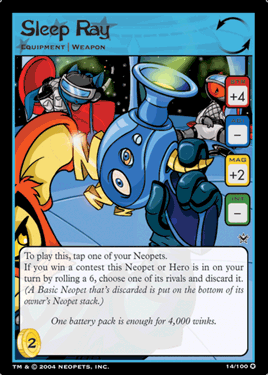 Sleep Ray
Equipment | Weapon
+4
–
MAG
+2
–
To play this, tap one of your Neopets.
If you win a contest this Neopet or Hero is in on your
turn by rolling a 6, choose one of its rivals and discard it.
(A Basic Neopet that's discarded is put on the bottom of its
owner's Neopet stack.)
One battery pack is enough for 4,000 winks.
2
TM & © 2004 NEOPETS, INC.
14/100